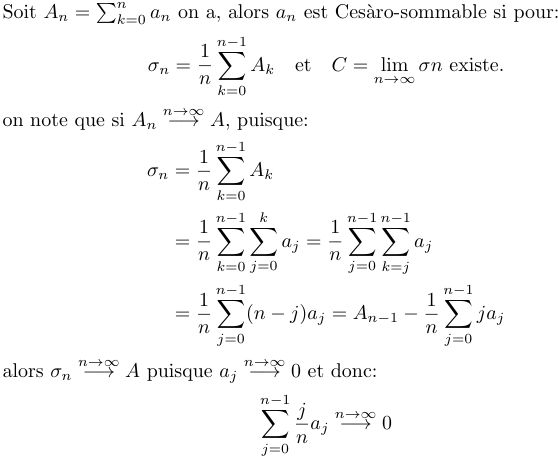 Soit $A_n = \sum_{k=0}^{n} a_n$ on a, alors $a_n$ est Cesàro-sommable si pour:
$\sigma_n = \frac{1}{n} \sum_{k=0}^{n-1} A_k$ et $C = \lim_{n \to \infty} \sigma n$ existe.
on note que si $A_n \overset{n \to \infty}{\longrightarrow} A$, puisque:
$\sigma_n = \frac{1}{n} \sum_{k=0}^{n-1} A_k$
$= \frac{1}{n} \sum_{k=0}^{n-1} \sum_{j=0}^{k} a_j = \frac{1}{n} \sum_{j=0}^{n-1} \sum_{k=j}^{n-1} a_j$
$= \frac{1}{n} \sum_{j=0}^{n-1} (n-j) a_j = A_{n-1} - \frac{1}{n} \sum_{j=0}^{n-1} j a_j$
alors $\sigma_n \overset{n \to \infty}{\longrightarrow} A$ puisque $a_j \overset{n \to \infty}{\longrightarrow} 0$ et donc:
$\sum_{j=0}^{n-1} \frac{j}{n} a_j \overset{n \to \infty}{\longrightarrow} 0$